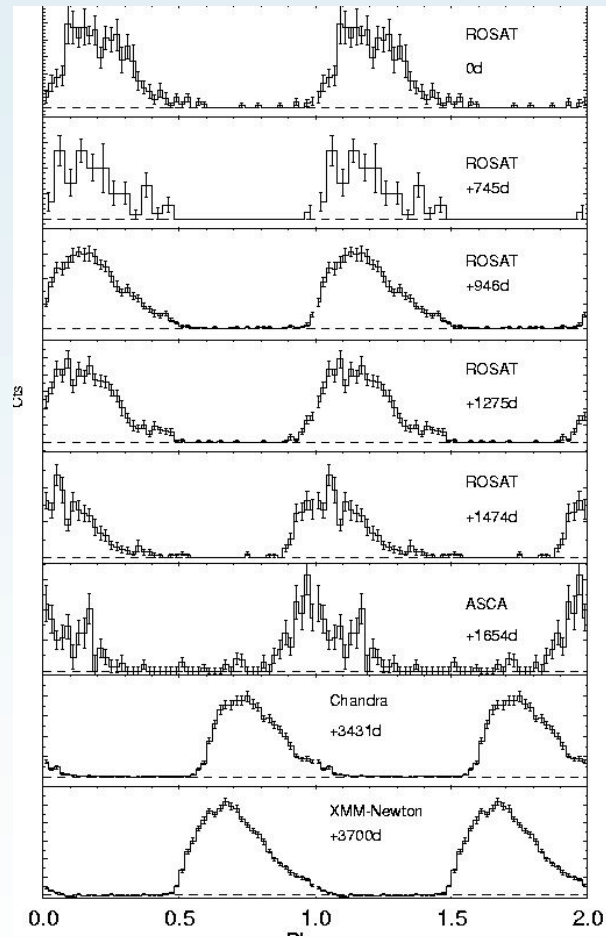 ROSAT
0d
ROSAT
+745d
ROSAT
+946d
ROSAT
+1275d
Cts
ROSAT
+1474d
ASCA
+1654d
Chandra
+3431d
XMM-Newton
+3700d
0.0 0.5 1.0 1.5 2.0